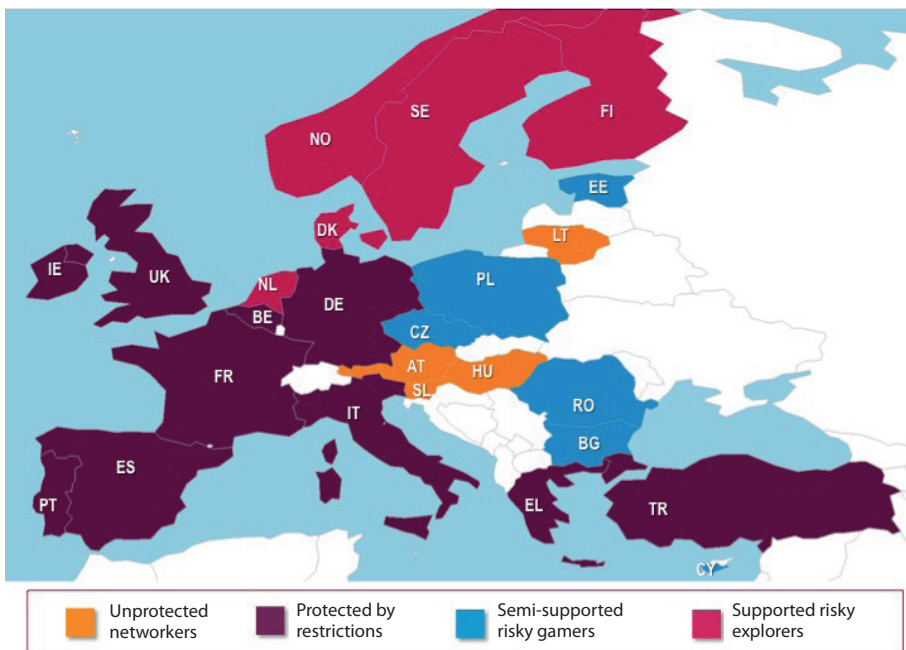 SE
FI
NO
EE
DK
LT
IE
UK
NL
PL
DE
BE
CZ
FR
AT
HU
SL
IT
RO
BG
ES
PT
EL
TR
CY
Unprotected
networkers
Protected by
restrictions
Semi-supported
risky gamers
Supported risky
explorers